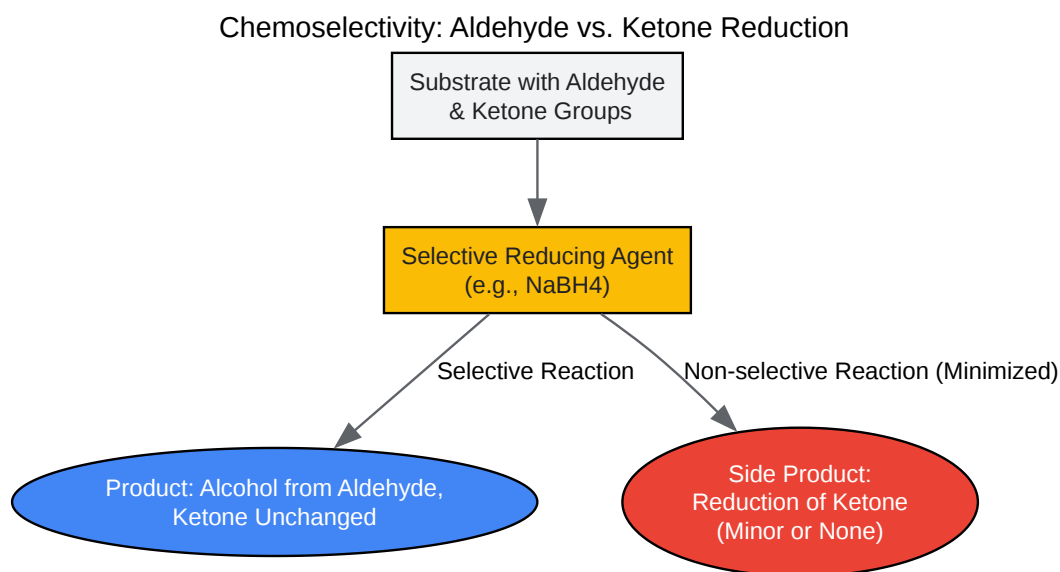 Chemoselectivity: Aldehyde vs. Ketone Reduction
Substrate with Aldehyde
& Ketone Groups
Selective Reducing Agent
(e.g., NaBH4)
Selective Reaction
Non-selective Reaction (Minimized)
Product: Alcohol from Aldehyde,
Ketone Unchanged
Side Product:
Reduction of Ketone
(Minor or None)